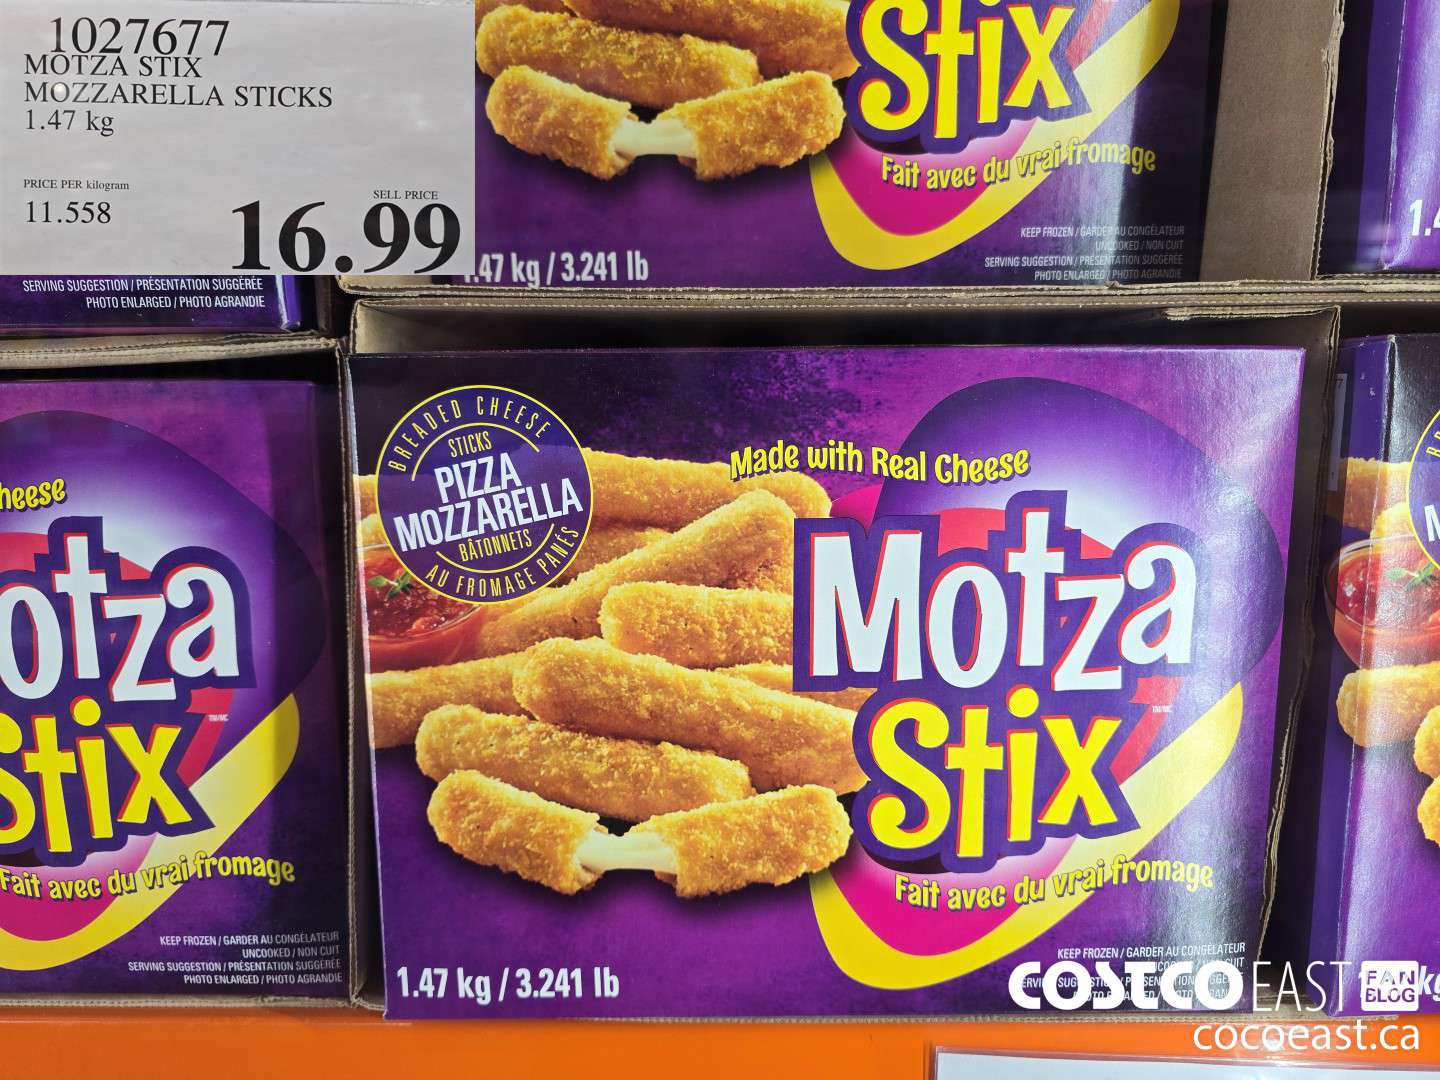 1027677
MOTZA STIX
MOZZARELLA STICKS
1.47 kg
PRICE PER kilogram
11.558
SELL PRICE
16.99
SERVING SUGGESTION / PRÉSENTATION SUGGÉRÉE
PHOTO ENLARGED / PHOTO AGRANDIE
Stix
Fait avec du vrai fromage
KEEP FROZEN / GARDER AU CONGÉLATEUR
UNCOOKED / NON CUIT
SERVING SUGGESTION / PRÉSENTATION SUGGÉRÉE
PHOTO ENLARGED / PHOTO AGRANDIE
1.47 kg / 3.241 lb
BREADED CHEESE
STICKS
PIZZA
MOZZARELLA
BÂTONNETS
AU FROMAGE PANÉS
Made with Real Cheese
Motza
Stix
TM/MC
Fait avec du vrai fromage
KEEP FROZEN / GARDER AU CONGÉLATEUR
1.47 kg / 3.241 lb
heese
otza
Stix
TM/MC
Fait avec du vrai fromage
KEEP FROZEN / GARDER AU CONGÉLATEUR
UNCOOKED / NON CUIT
SERVING SUGGESTION / PRÉSENTATION SUGGÉRÉE
PHOTO ENLARGED / PHOTO AGRANDIE
COSTCO EAST FAN BLOG
cocoeast.ca